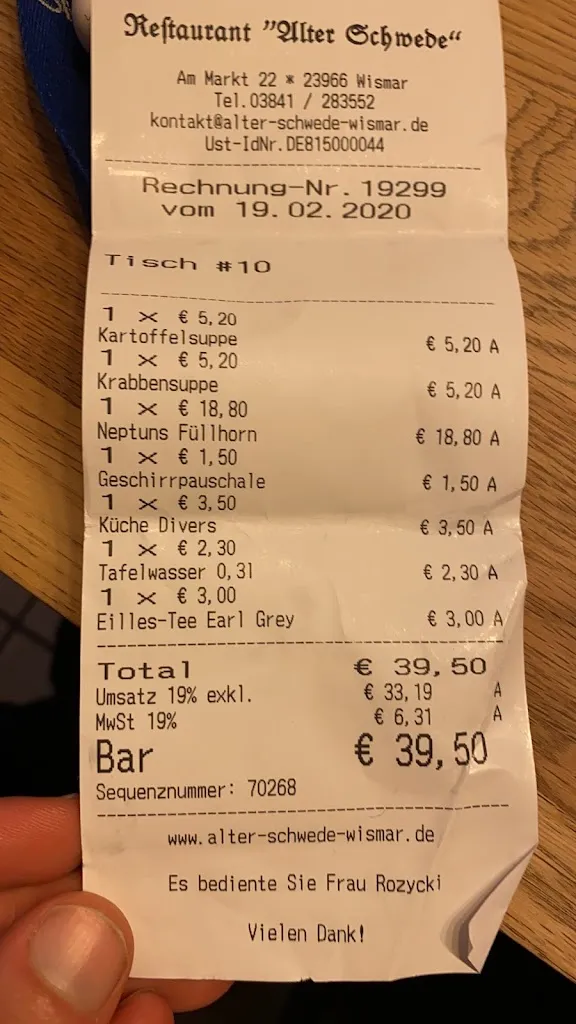 Restaurant "Alter Schwede"
Am Markt 22 * 23966 Wismar
Tel.03841 / 283552
kontakt@alter-schwede-wismar.de
Ust-IdNr.DE815000044
Rechnung-Nr. 19299
vom 19.02.2020
Tisch #10
1 x € 5,20
Kartoffelsuppe € 5,20 A
1 x € 5,20
Krabbensuppe € 5,20 A
1 x € 18,80
Neptuns Füllhorn € 18,80 A
1 x € 1,50
Geschirrpauschale € 1,50 A
1 x € 3,50
Küche Divers € 3,50 A
1 x € 2,30
Tafelwasser 0,3l € 2,30 A
1 x € 3,00
Eilles-Tee Earl Grey € 3,00 A
Total € 39,50
Umsatz 19% exkl. € 33,19 A
MwSt 19% € 6,31 A
Bar € 39,50
Sequenznummer: 70268
www.alter-schwede-wismar.de
Es bediente Sie Frau Rozycki
Vielen Dank!